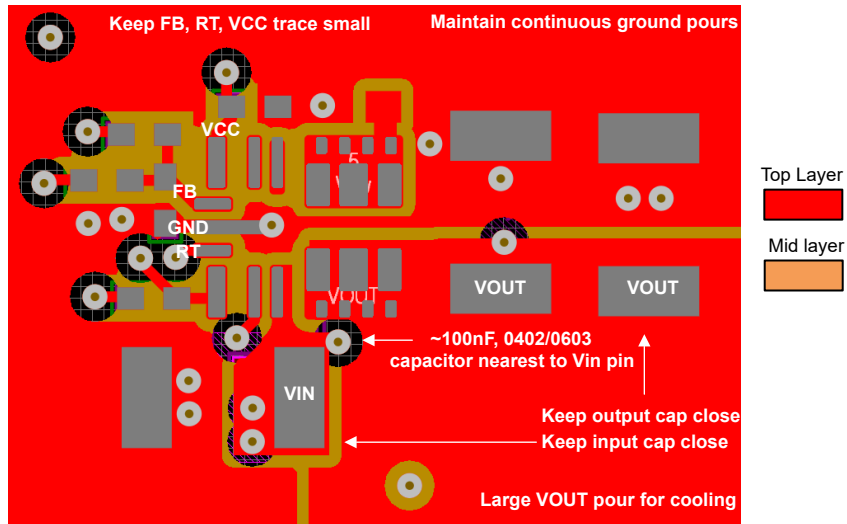 Keep FB, RT, VCC trace small
Maintain continuous ground pours
VCC
5
FB
GND
RT
VOUT
VOUT
VOUT
Top Layer
Mid layer
~100nF, 0402/0603
capacitor nearest to Vin pin
VIN
Keep output cap close
Keep input cap close
Large VOUT pour for cooling